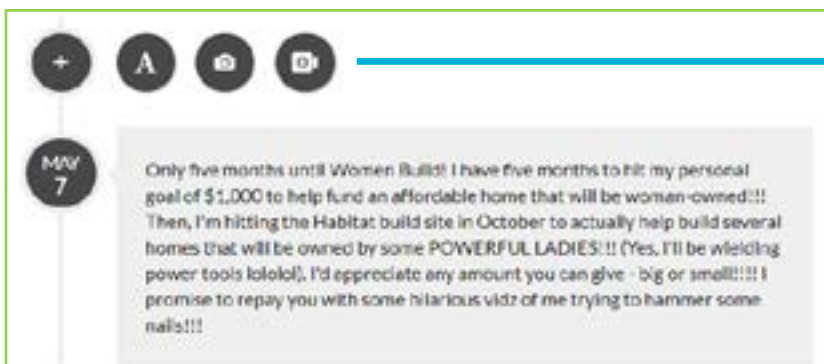 + A
MAY
7
Only five months until Women Build! I have five months to hit my personal
goal of $1,000 to help fund an affordable home that will be woman-owned!!!
Then, I'm hitting the Habitat build site in October to actually help build several
homes that will be owned by some POWERFUL LADIES!!! (Yes, I'll be wielding
power tools lololol). I'd appreciate any amount you can give - big or small!!!! I
promise to repay you with some hilarious vidz of me trying to hammer some
nails!!!